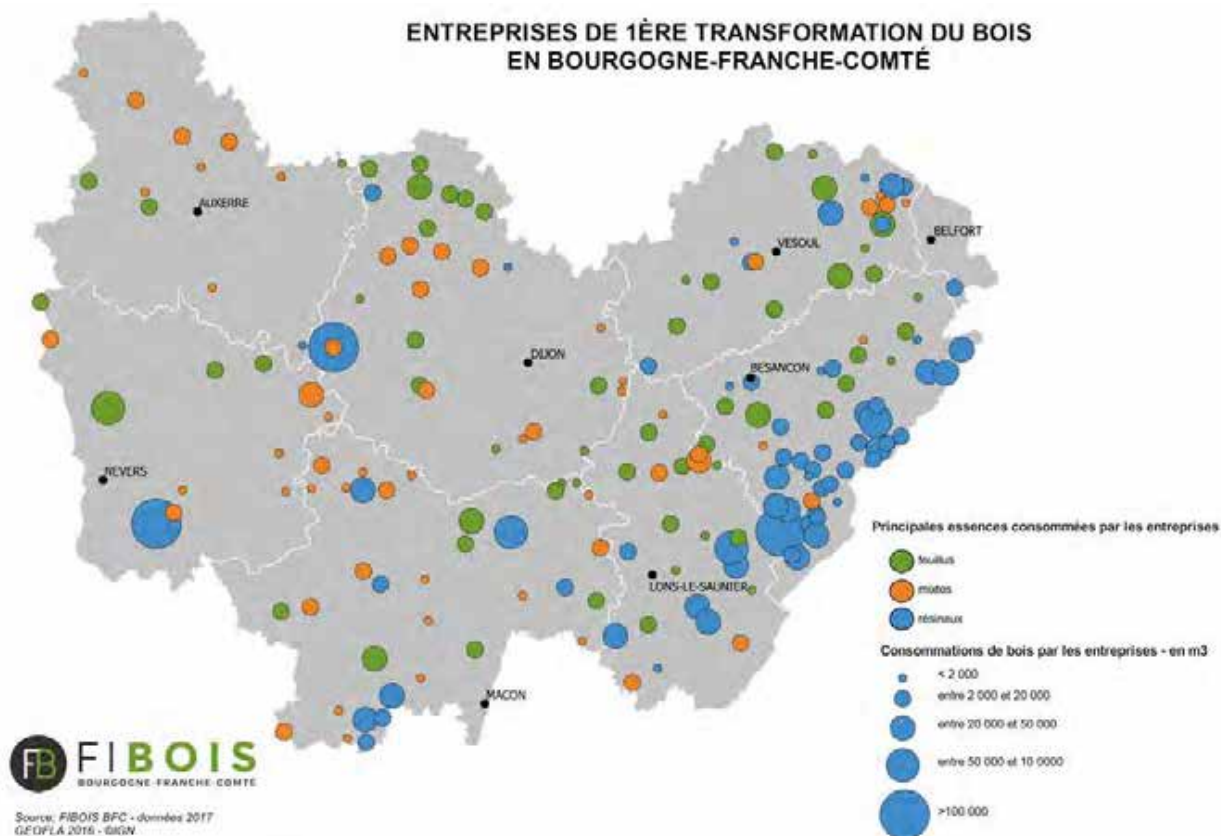 ENTREPRISES DE 1ÈRE TRANSFORMATION DU BOIS
EN BOURGOGNE-FRANCHE-COMTÉ
AUXERRE
VESOUL
BELFORT
DIJON
BESANCON
NEVERS
LONS-LE-SAUNIER
MACON
Principales essences consommées par les entreprises
feuillus
mixtes
résineux
Consommations de bois par les entreprises - en m3
< 2 000
entre 2 000 et 20 000
entre 20 000 et 50 000
entre 50 000 et 10 0000
>100 000
FB FIBOIS
BOURGOGNE-FRANCHE-COMTÉ
Source: FIBOIS BFC - données 2017
GEOFLA 2016 - ©IGN